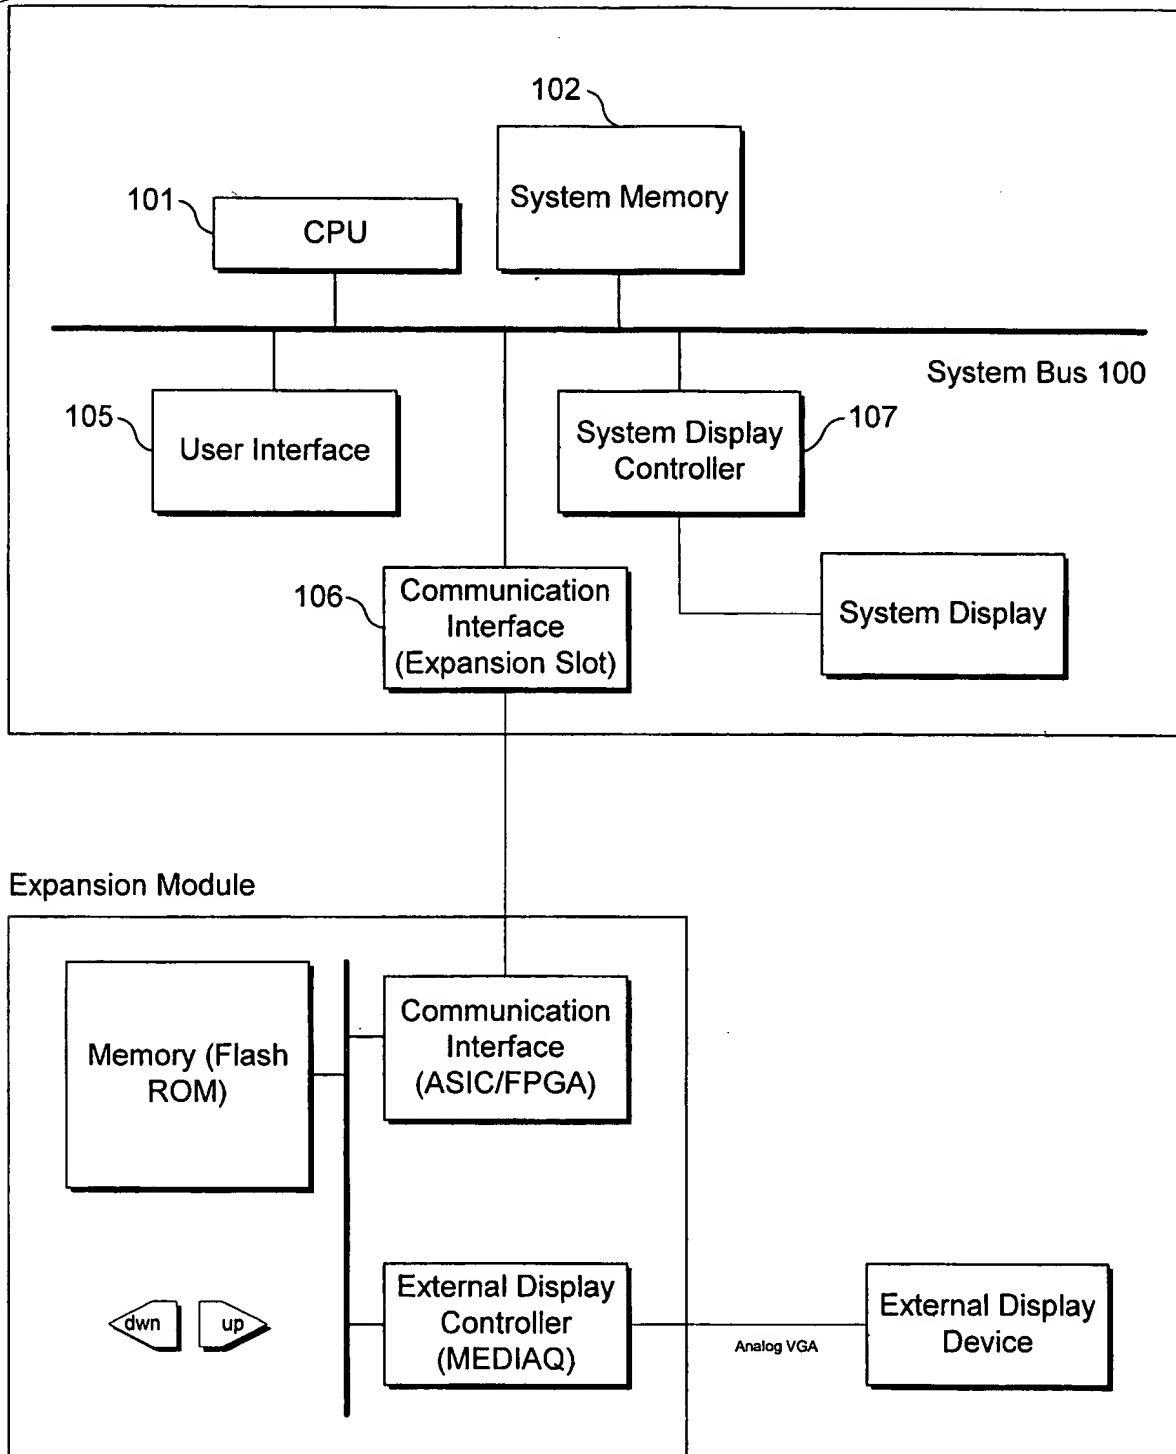 102
System Memory
101
CPU
System Bus 100
105
User Interface
System Display
Controller
107
106
Communication
Interface
(Expansion Slot)
System Display
Expansion Module
Memory (Flash
ROM)
Communication
Interface
(ASIC/FPGA)
dwn
up
External Display
Controller
(MEDIAQ)
Analog VGA
External Display
Device